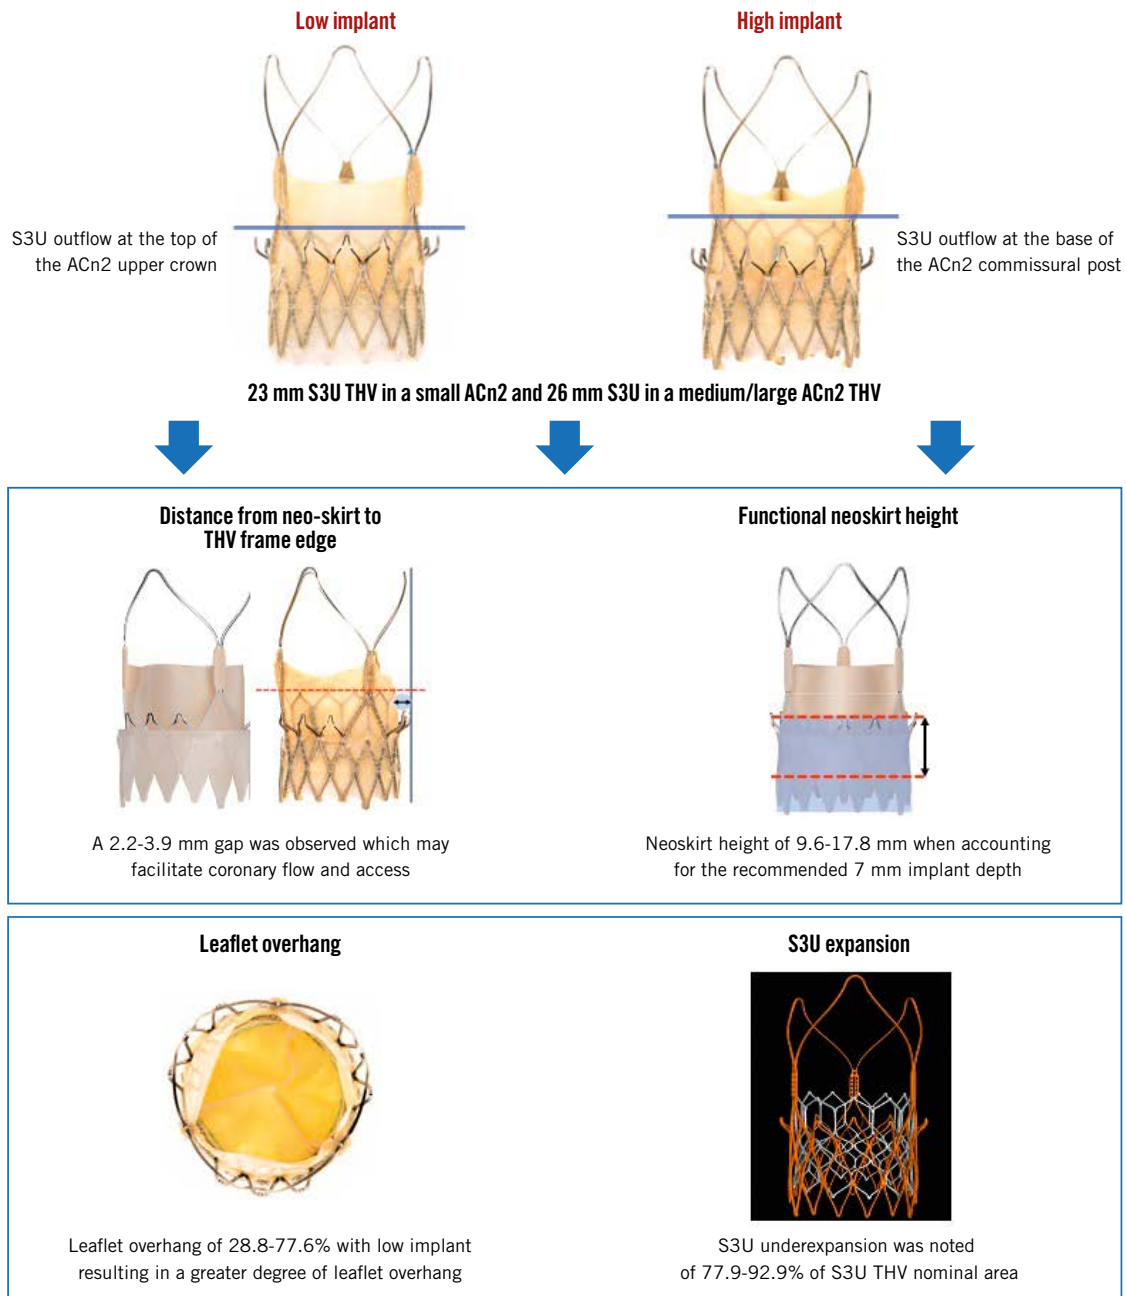 Low implant
High implant
S3U outflow at the top of
the ACn2 upper crown
S3U outflow at the base of
the ACn2 commissural post
23 mm S3U THV in a small ACn2 and 26 mm S3U in a medium/large ACn2 THV
Distance from neo-skirt to
THV frame edge
A 2.2-3.9 mm gap was observed which may
facilitate coronary flow and access
Functional neoskirt height
Neoskirt height of 9.6-17.8 mm when accounting
for the recommended 7 mm implant depth
Leaflet overhang
Leaflet overhang of 28.8-77.6% with low implant
resulting in a greater degree of leaflet overhang
S3U expansion
S3U underexpansion was noted
of 77.9-92.9% of S3U THV nominal area